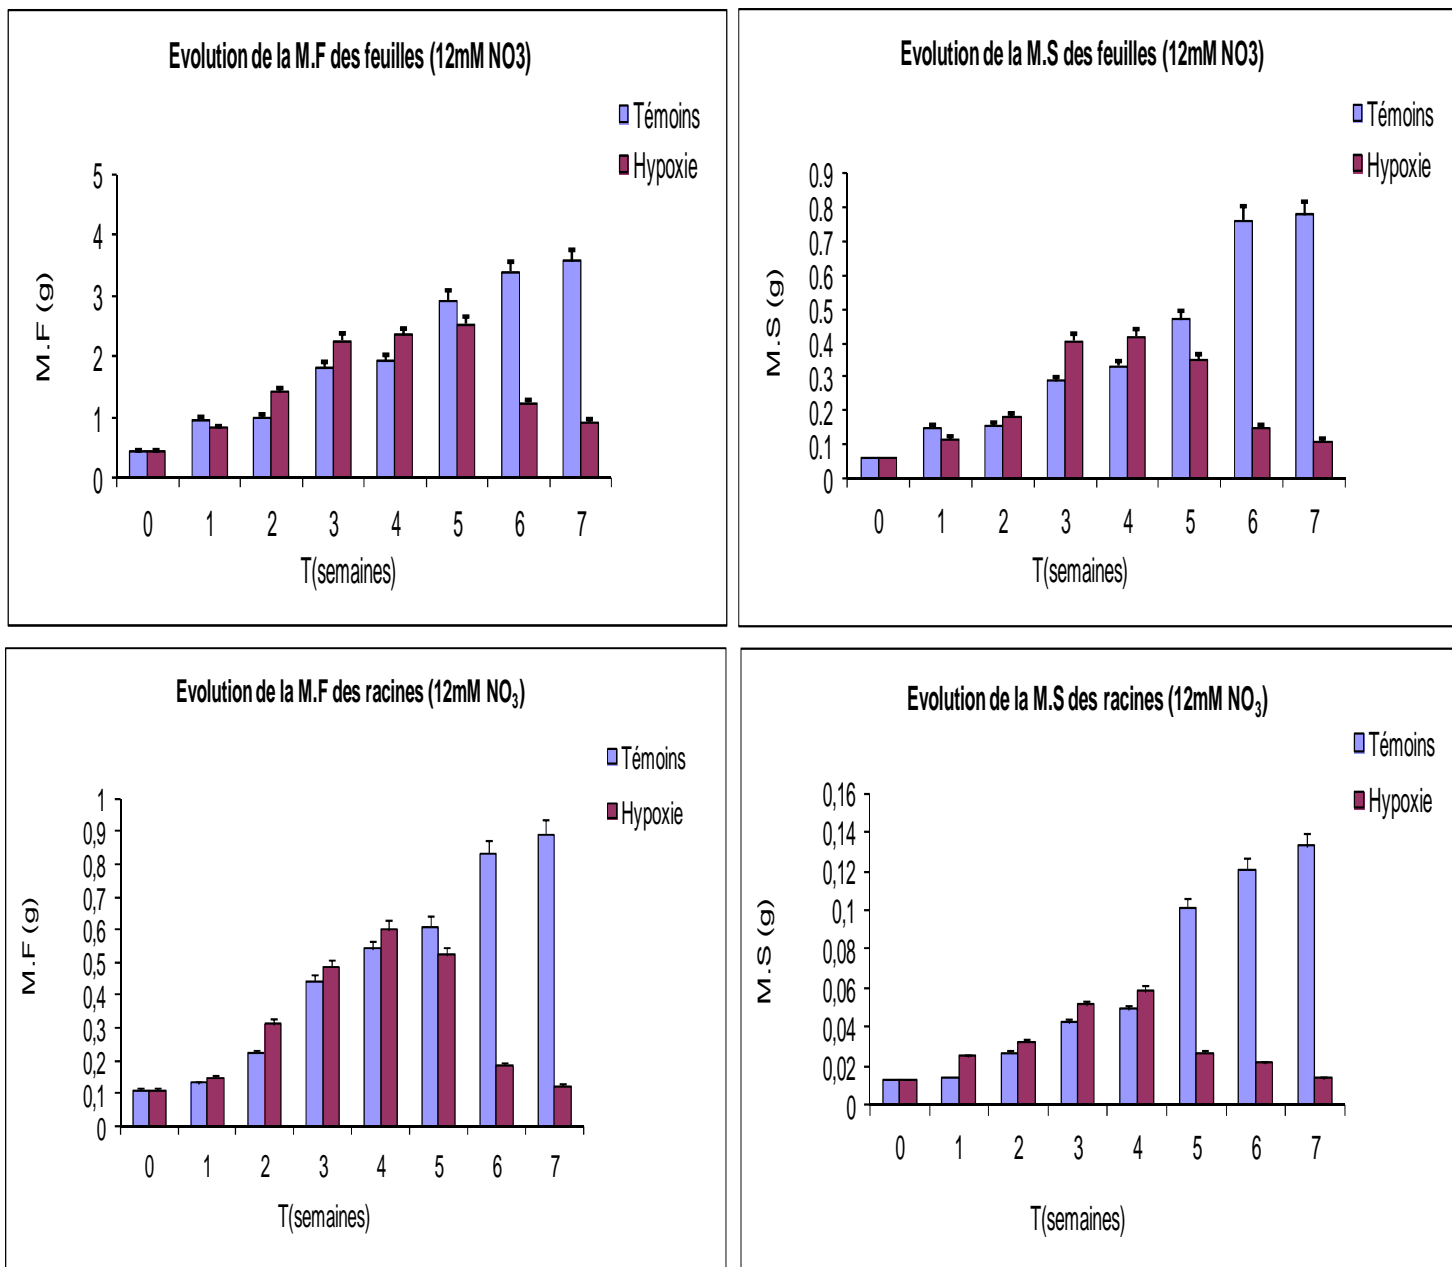 Evolution de la M.F des feuilles (12mM NO3)
Témoins
Hypoxie
M.F (g)
5
4
3
2
1
0
0 1 2 3 4 5 6 7
T(semaines)
Evolution de la M.S des feuilles (12mM NO3)
Témoins
Hypoxie
M.S (g)
0.9
0.8
0.7
0.6
0.5
0.4
0.3
0.2
0.1
0
0 1 2 3 4 5 6 7
T(semaines)
Evolution de la M.F des racines (12mM NO₃)
Témoins
Hypoxie
M.F (g)
1
0,9
0,8
0,7
0,6
0,5
0,4
0,3
0,2
0,1
0
0 1 2 3 4 5 6 7
T(semaines)
Evolution de la M.S des racines (12mM NO₃)
Témoins
Hypoxie
M.S (g)
0,16
0,14
0,12
0,1
0,08
0,06
0,04
0,02
0
0 1 2 3 4 5 6 7
T(semaines)